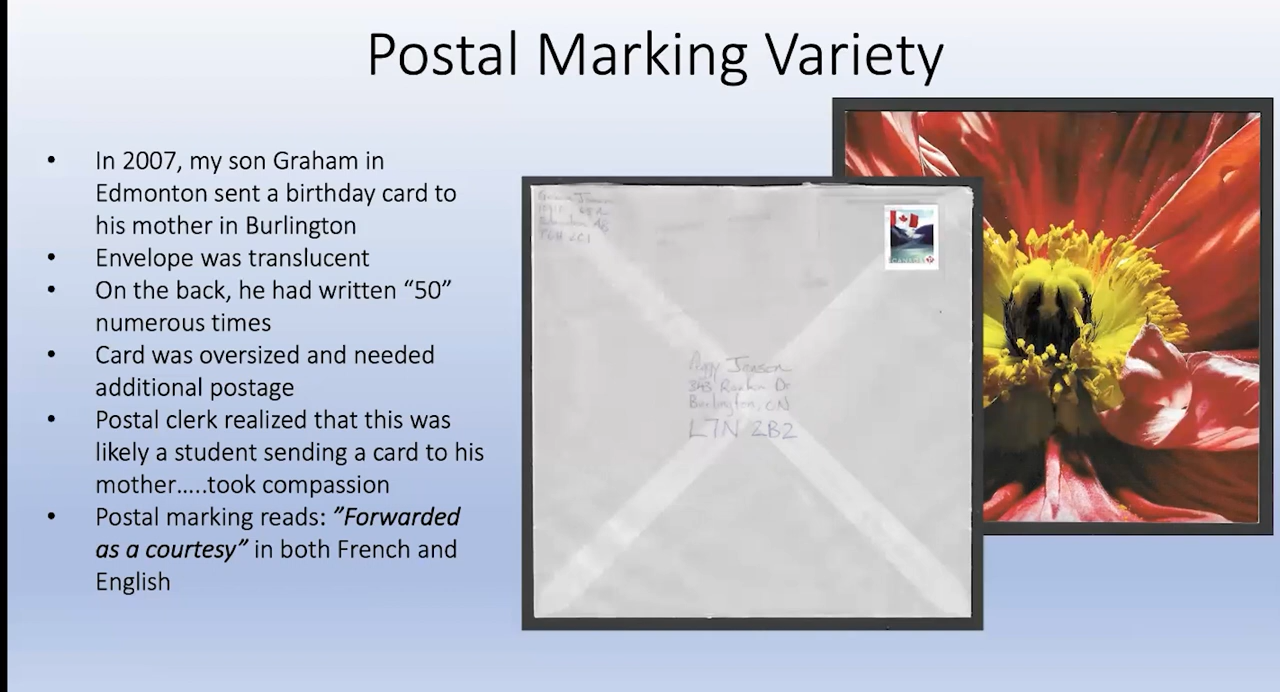 Postal Marking Variety
• In 2007, my son Graham in
Edmonton sent a birthday card to
his mother in Burlington
• Envelope was translucent
• On the back, he had written “50”
numerous times
• Card was oversized and needed
additional postage
• Postal clerk realized that this was
likely a student sending a card to his
mother.....took compassion
• Postal marking reads: ”Forwarded
as a courtesy” in both French and
English
Peggy Jenson
Dr
Burlington, ON
L7N 2B2